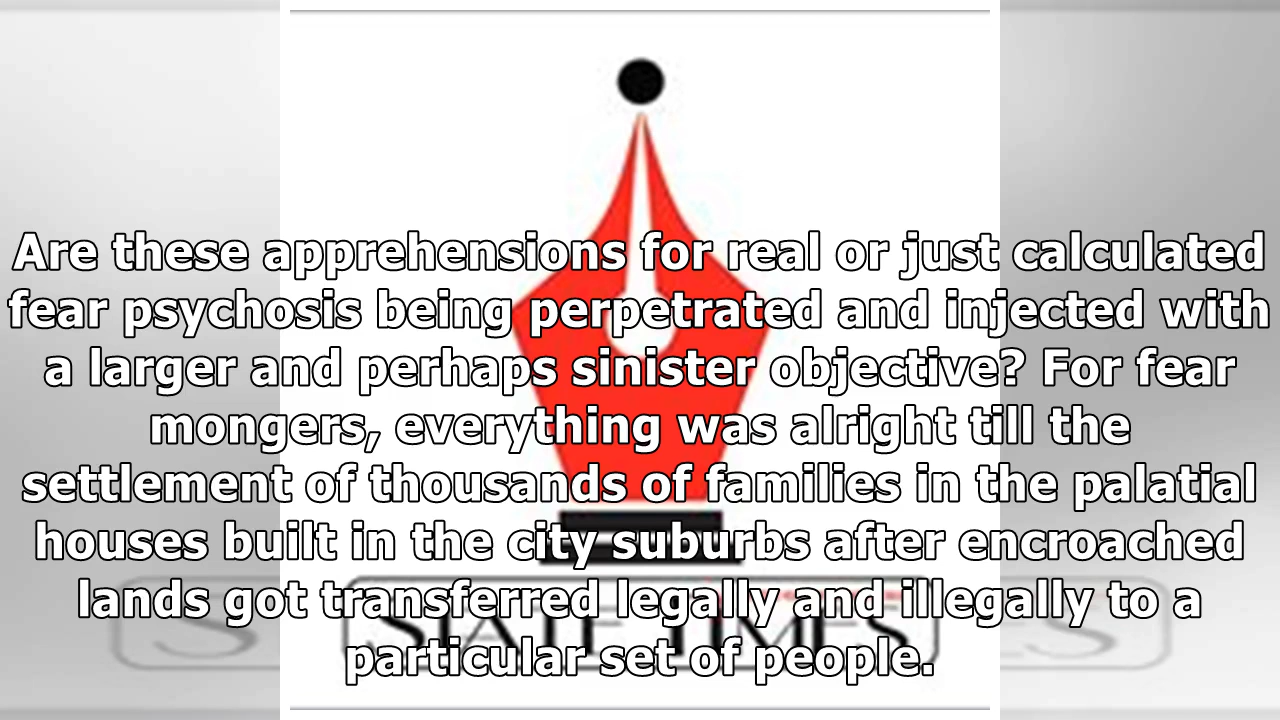 Are these apprehensions for real or just calculated
fear psychosis being perpetrated and injected with
a larger and perhaps sinister objective? For fear
mongers, everything was alright till the
settlement of thousands of families in the palatial
houses built in the city suburbs after encroached
lands got transferred legally and illegally to a
particular set of people.
STATE TIMES